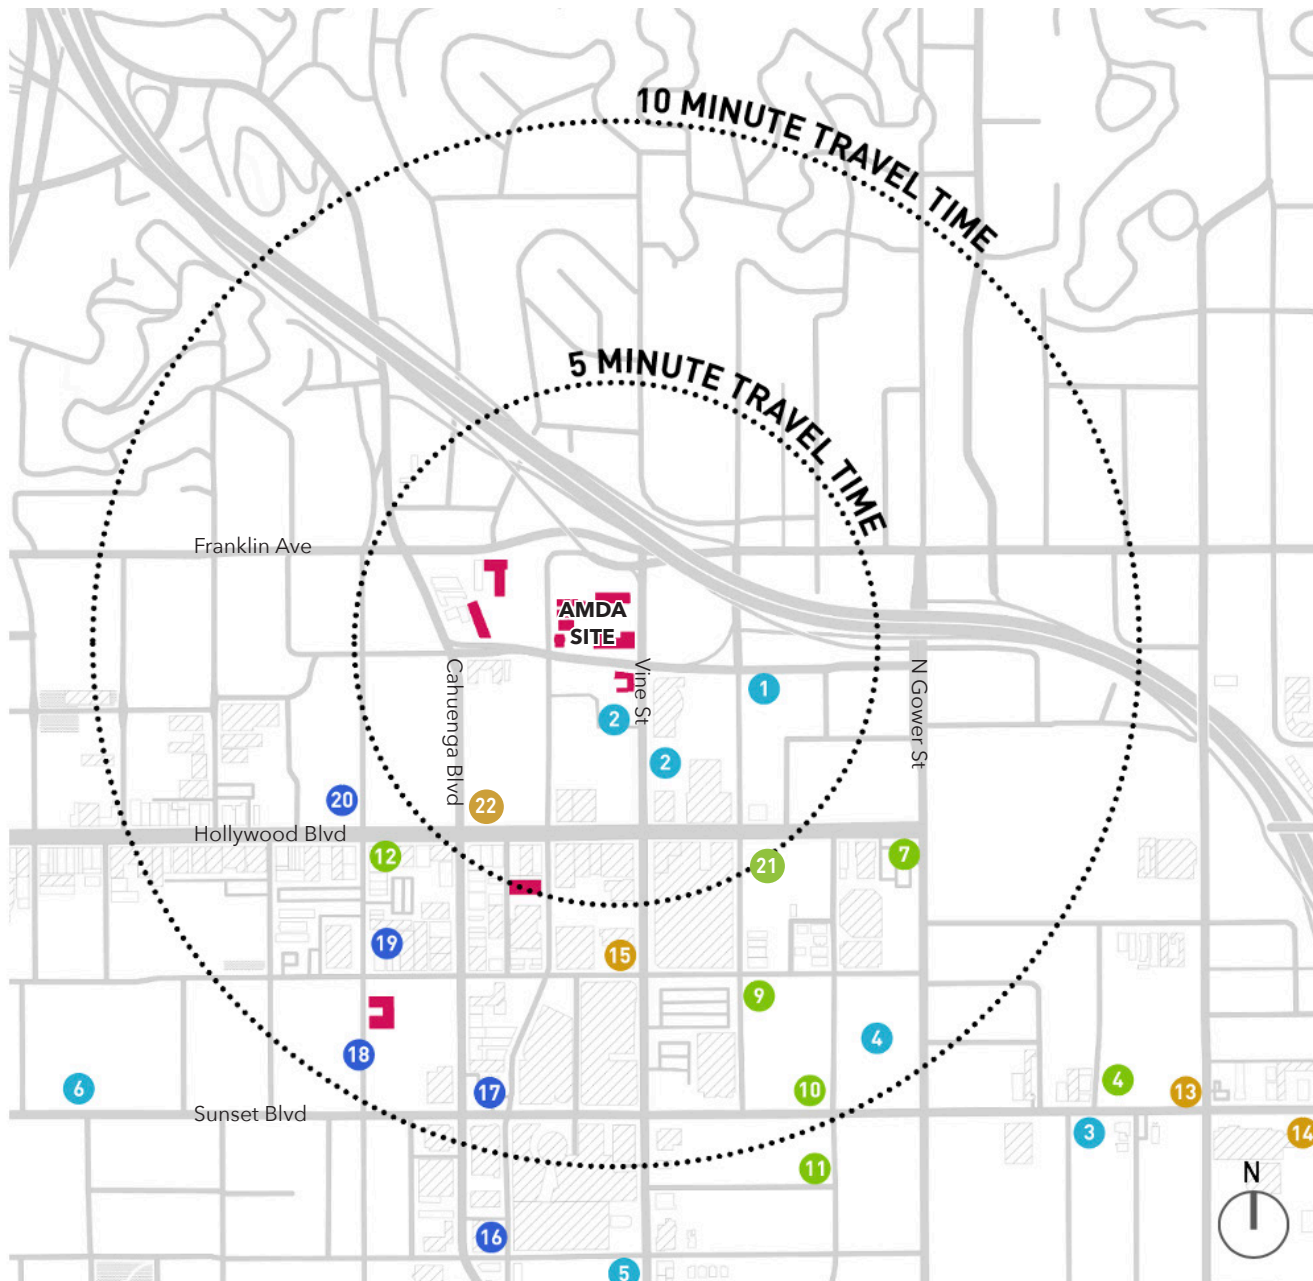 10 MINUTE TRAVEL TIME
5 MINUTE TRAVEL TIME
Franklin Ave
AMDA
SITE
Cahuenga Blvd
Vine St
N Gower St
1
2
2
20
22
Hollywood Blvd
12
21
7
19
15
9
18
4
6
17
10
4
13
Sunset Blvd
3
14
11
N
16
5